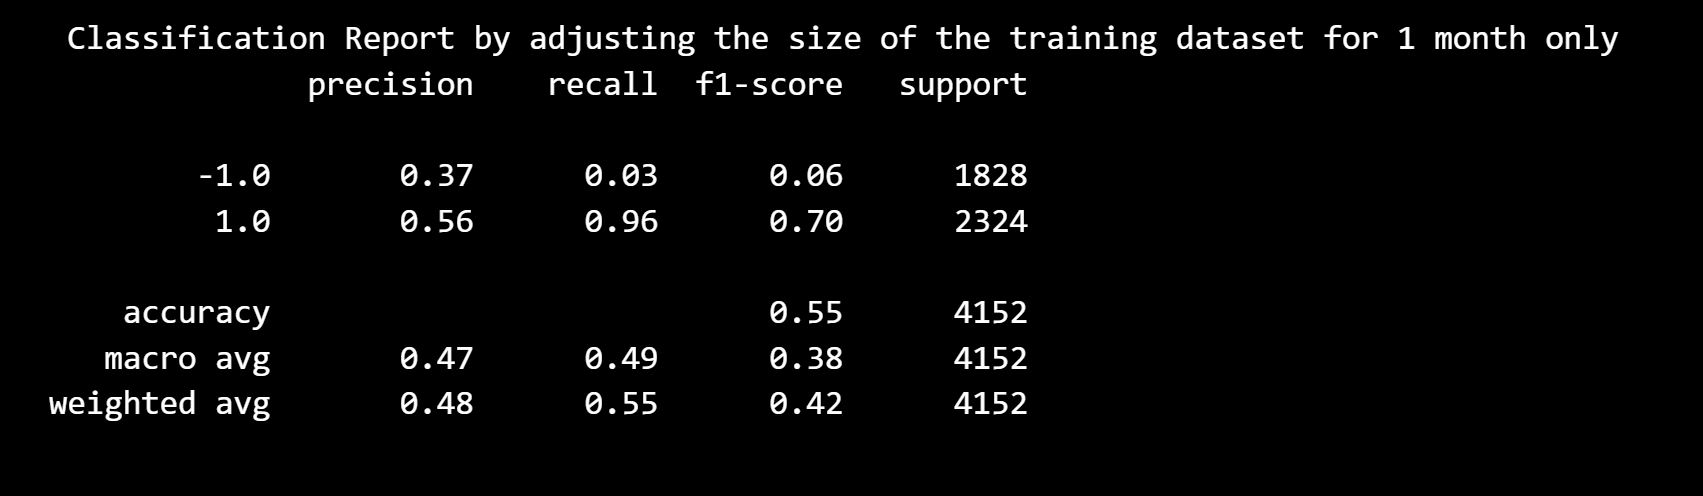 Classification Report by adjusting the size of the training dataset for 1 month only
precision recall f1-score support
-1.0 0.37 0.03 0.06 1828
1.0 0.56 0.96 0.70 2324
accuracy 0.55 4152
macro avg 0.47 0.49 0.38 4152
weighted avg 0.48 0.55 0.42 4152